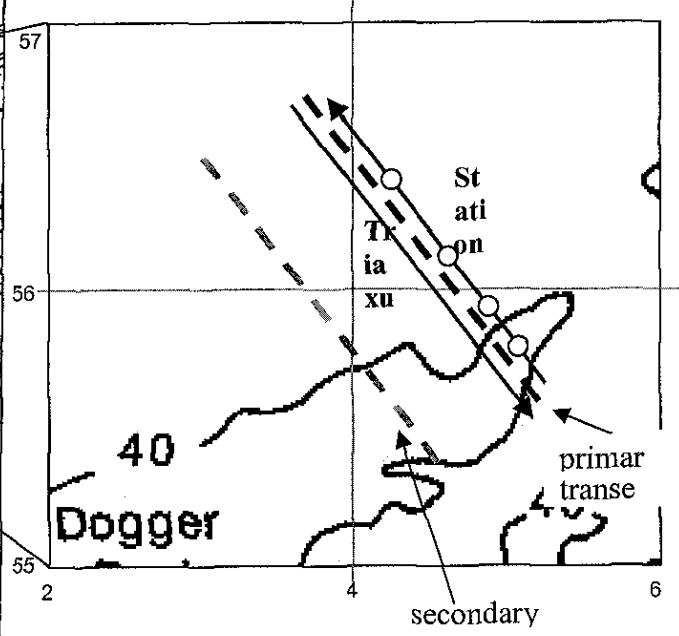 57
St
ati
on
Tr
ia
xu
56
40
primar
transe
Dogger
55
2
4
6
secondary